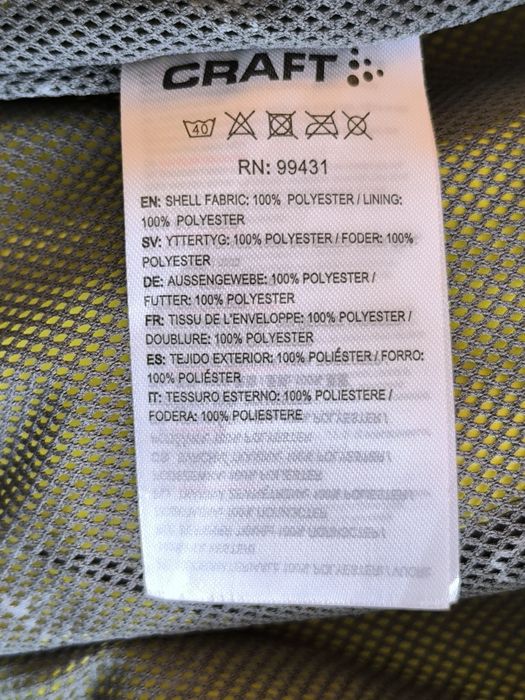 CRAFT
40
RN: 99431
EN: SHELL FABRIC: 100% POLYESTER / LINING:
100% POLYESTER
SV: YTTERTYG: 100% POLYESTER / FODER: 100%
POLYESTER
DE: AUSSENGEWEBE: 100% POLYESTER /
FUTTER: 100% POLYESTER
FR: TISSU DE L'ENVELOPPE: 100% POLYESTER /
DOUBLURE: 100% POLYESTER
ES: TEJIDO EXTERIOR: 100% POLIÉSTER / FORRO:
100% POLIÉSTER
IT: TESSURO ESTERNO: 100% POLIESTERE /
FODERA: 100% POLIESTERE